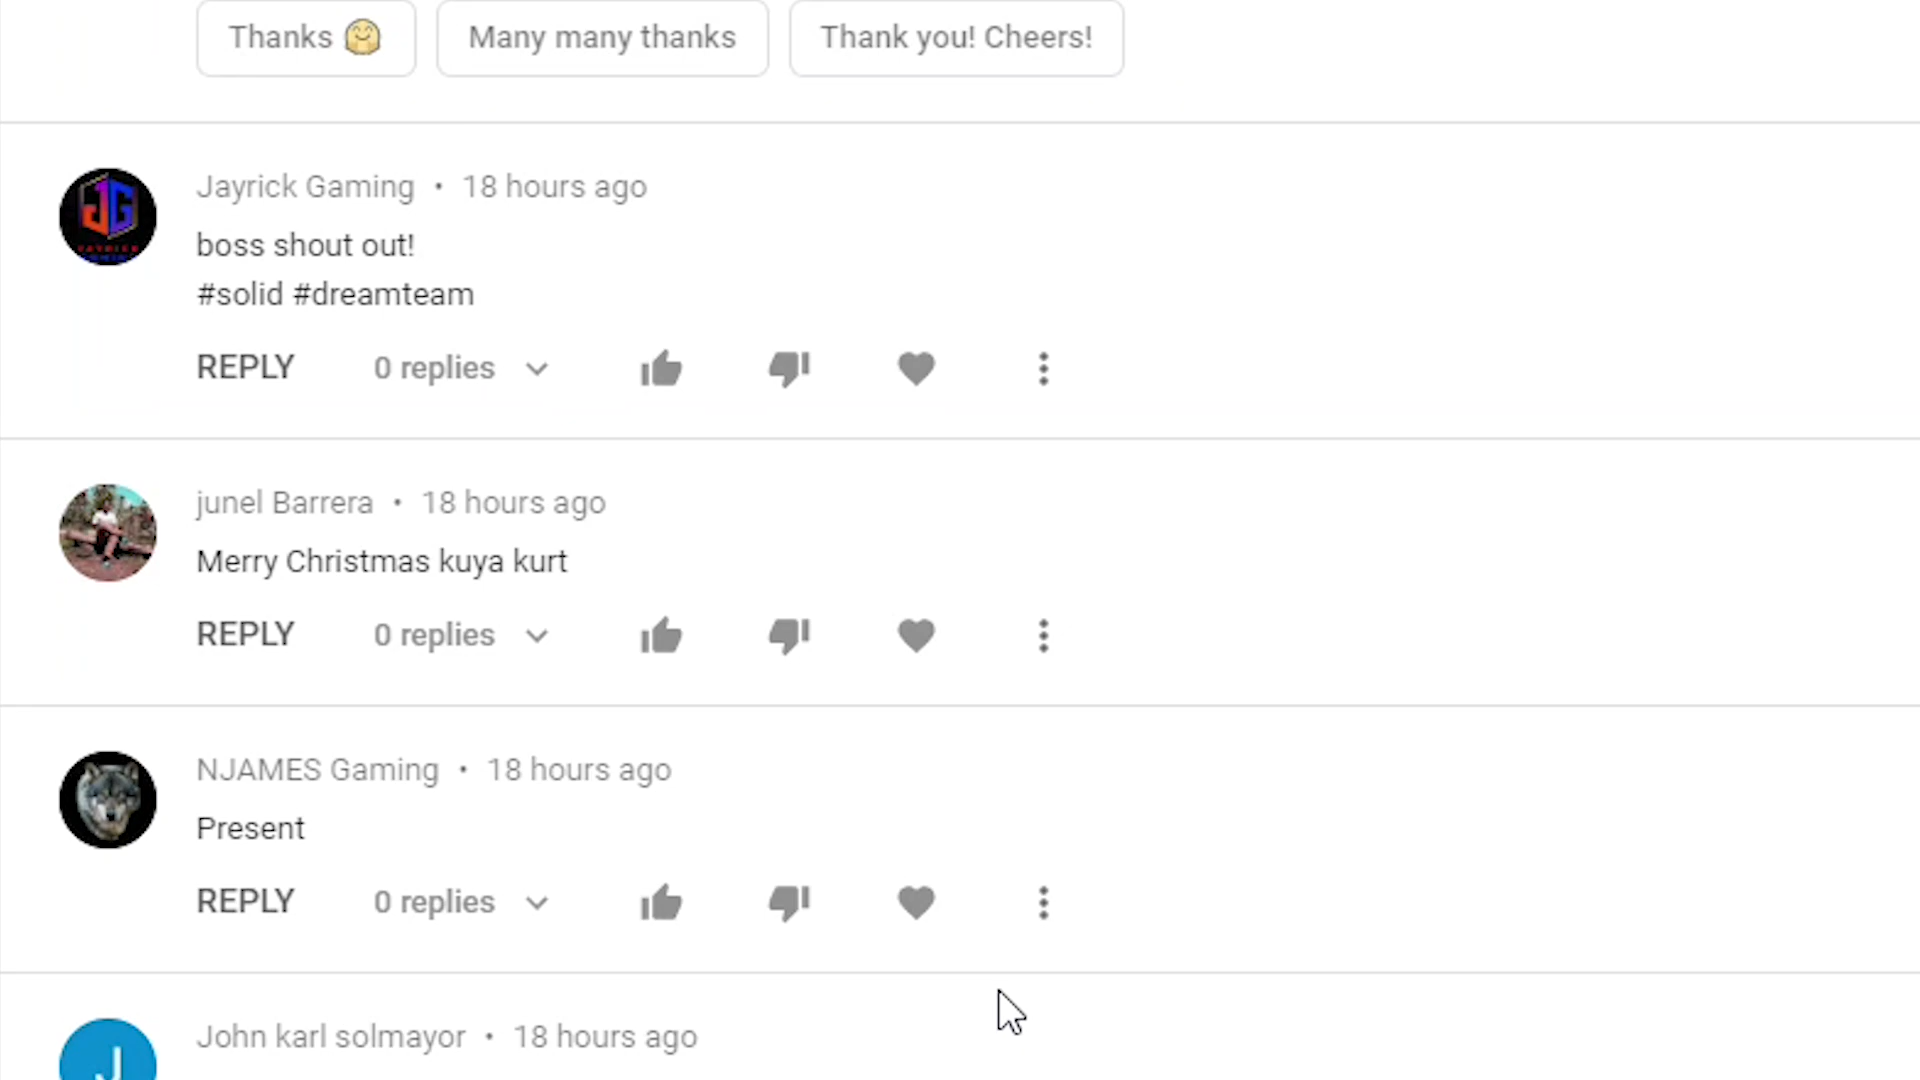 Thanks 🤗
Many many thanks
Thank you! Cheers!
Jayrick Gaming • 18 hours ago
boss shout out!
#solid #dreamteam
REPLY 0 replies
junel Barrera • 18 hours ago
Merry Christmas kuya kurt
REPLY 0 replies
NJAMES Gaming • 18 hours ago
Present
REPLY 0 replies
John karl solmayor • 18 hours ago
J